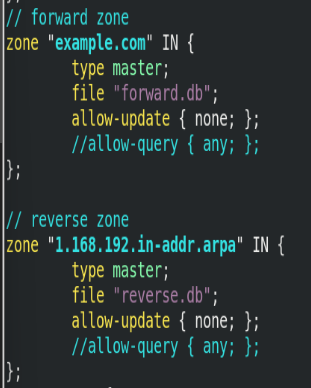 };
// forward zone
zone "example.com" IN {
        type master;
        file "forward.db";
        allow-update { none; };
        //allow-query { any; };
};

// reverse zone
zone "1.168.192.in-addr.arpa" IN {
        type master;
        file "reverse.db";
        allow-update { none; };
        //allow-query { any; };
};